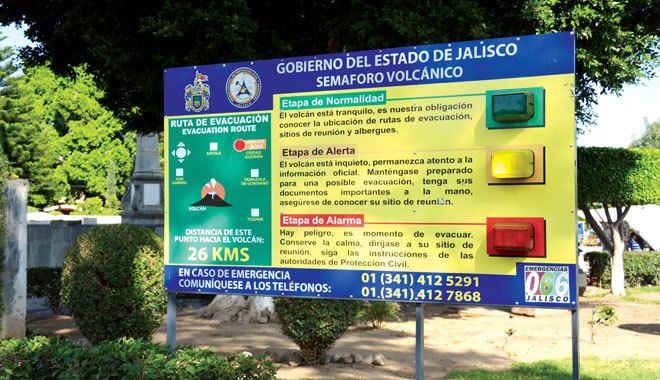 GOBIERNO DEL ESTADO DE JALISCO
SEMAFORO VOLCÁNICO
RUTA DE EVACUACIÓN
EVACUATION ROUTE
SAYULA
USTED ESTÁ AQUÍ
CIUDAD GUZMÁN
SAN GABRIEL
TAMAZULA DE GORDIANO
VOLCÁN
TUXPAN
DISTANCIA DE ESTE
PUNTO HACIA EL VOLCÁN:
26 KMS
Etapa de Normalidad
El volcán está tranquilo, es nuestra obligación
conocer la ubicación de rutas de evacuación,
sitios de reunión y albergues.
Etapa de Alerta
El volcán está inquieto, permanezca atento a la
información oficial. Manténgase preparado
para una posible evacuación, tenga sus
documentos importantes a la mano,
asegúrese de conocer su sitio de reunión.
Etapa de Alarma
Hay peligro, es momento de evacuar.
Conserve la calma, diríjase a su sitio de
reunión, siga las instrucciones de las
autoridades de Protección Civil.
EN CASO DE EMERGENCIA
COMUNÍQUESE A LOS TELÉFONOS:
01 (341) 412 5291
01 (341) 412 7868
EMERGENCIAS
066
JALISCO